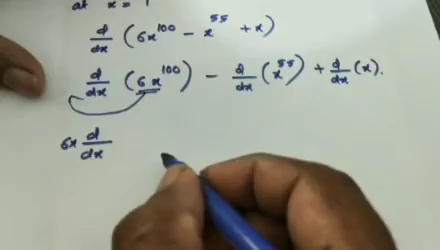 at x = 1
d/dx (6x^100 - x^55 + x)
d/dx (6x^100) - d/dx (x^55) + d/dx (x).
6x d/dx